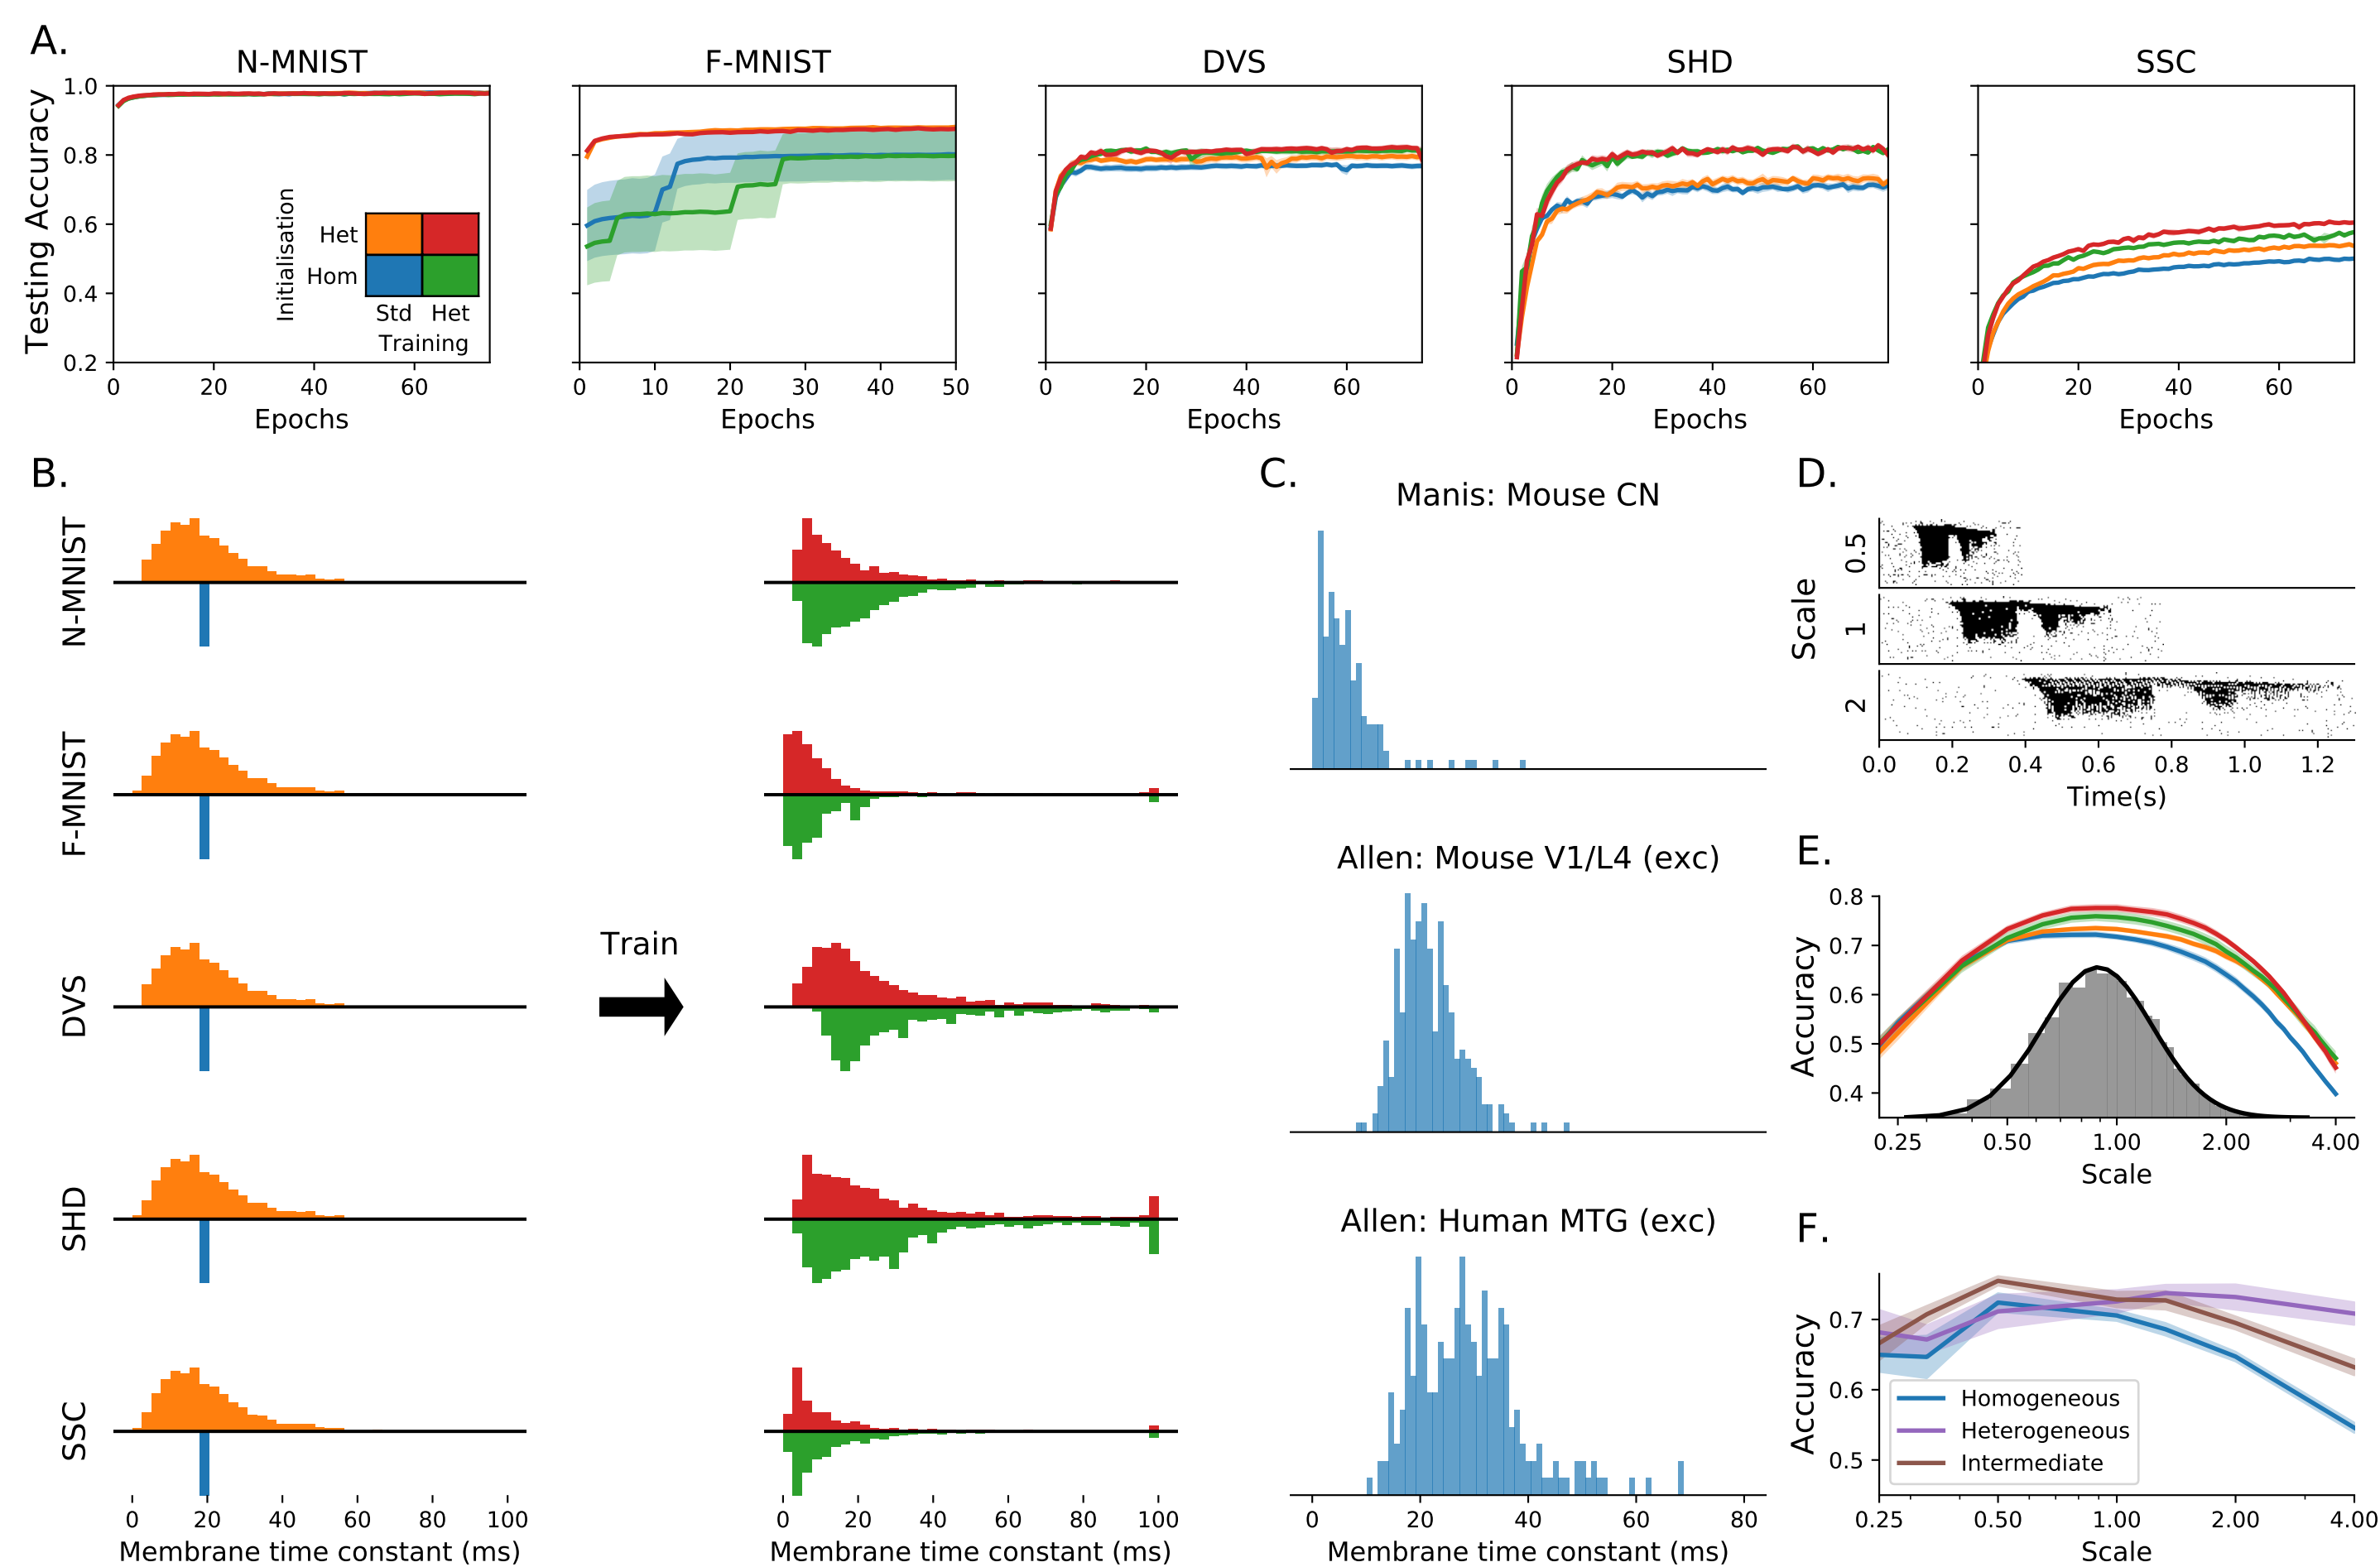 A.
N-MNIST
F-MNIST
DVS
SHD
SSC
Testing Accuracy
1.0
0.8
0.6
0.4
0.2
Initialisation
Het
Hom
Std Het
Training
0 20 40 60
Epochs
0 10 20 30 40 50
Epochs
0 20 40 60
Epochs
0 20 40 60
Epochs
0 20 40 60
Epochs
B.
N-MNIST
F-MNIST
DVS
SHD
SSC
Train
0 20 40 60 80 100
Membrane time constant (ms)
0 20 40 60 80 100
Membrane time constant (ms)
C.
Manis: Mouse CN
Allen: Mouse V1/L4 (exc)
Allen: Human MTG (exc)
0 20 40 60 80
Membrane time constant (ms)
D.
Scale
0.5
1
2
0.0 0.2 0.4 0.6 0.8 1.0 1.2
Time(s)
E.
Accuracy
0.8
0.7
0.6
0.5
0.4
0.25 0.50 1.00 2.00 4.00
Scale
F.
Accuracy
0.7
0.6
0.5
Homogeneous
Heterogeneous
Intermediate
0.25 0.50 1.00 2.00 4.00
Scale